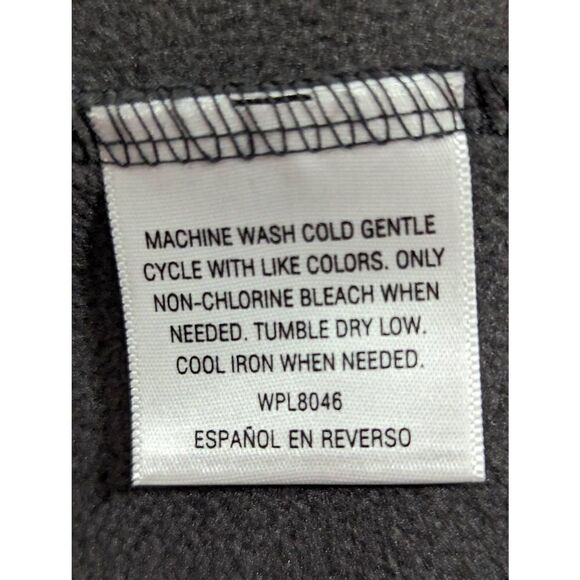 MACHINE WASH COLD GENTLE
CYCLE WITH LIKE COLORS. ONLY
NON-CHLORINE BLEACH WHEN
NEEDED. TUMBLE DRY LOW.
COOL IRON WHEN NEEDED.
WPL8046
ESPAÑOL EN REVERSO